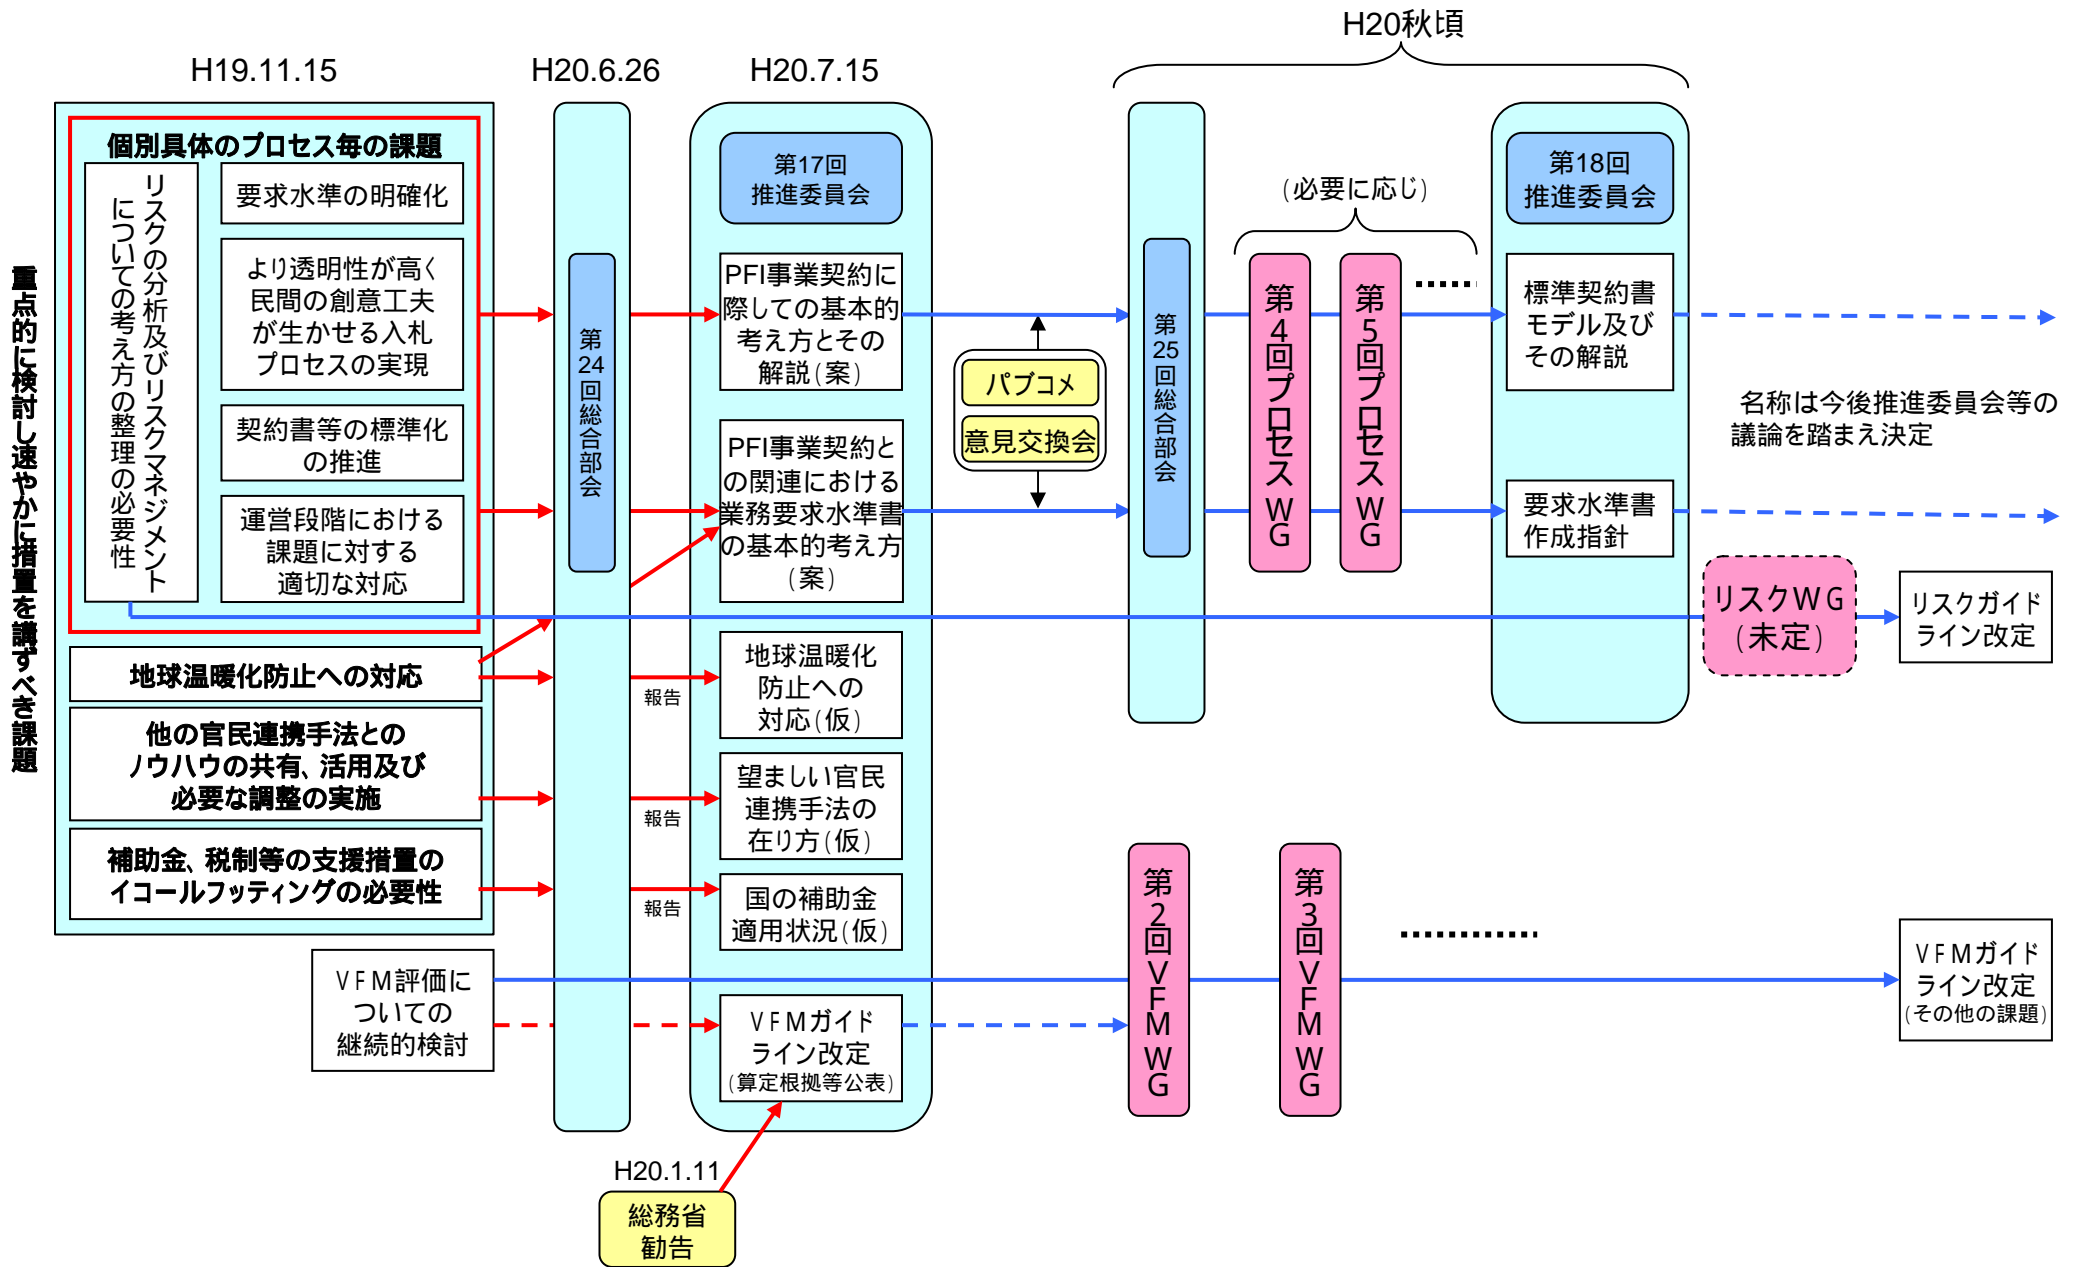 H20秋頃
H19.11.15
H20.6.26
H20.7.15
重点的に検討し速やかに措置を講ずべき課題
個別具体のプロセス毎の課題
リスクの分析及びリスクマネジメント
についての考え方の整理の必要性
要求水準の明確化
より透明性が高く
民間の創意工夫
が生かせる入札
プロセスの実現
契約書等の標準化
の推進
運営段階における
課題に対する
適切な対応
地球温暖化防止への対応
他の官民連携手法との
ノウハウの共有、活用及び
必要な調整の実施
補助金、税制等の支援措置の
イコールフッティングの必要性
VFM評価に
ついての
継続的検討
第24回総合部会
報告
報告
報告
第17回
推進委員会
PFI事業契約に
際しての基本的
考え方とその
解説(案)
PFI事業契約と
の関連における
業務要求水準書
の基本的考え方
(案)
地球温暖化
防止への
対応(仮)
望ましい官民
連携手法の
在り方(仮)
国の補助金
適用状況(仮)
VFMガイド
ライン改定
(算定根拠等公表)
H20.1.11
総務省
勧告
パブコメ
意見交換会
第25回総合部会
(必要に応じ)
第4回プロセスWG
第5回プロセスWG
第18回
推進委員会
標準契約書
モデル及び
その解説
要求水準書
作成指針
名称は今後推進委員会等の
議論を踏まえ決定
リスクWG
(未定)
リスクガイド
ライン改定
第2回VFMWG
第3回VFMWG
VFMガイド
ライン改定
(その他の課題)